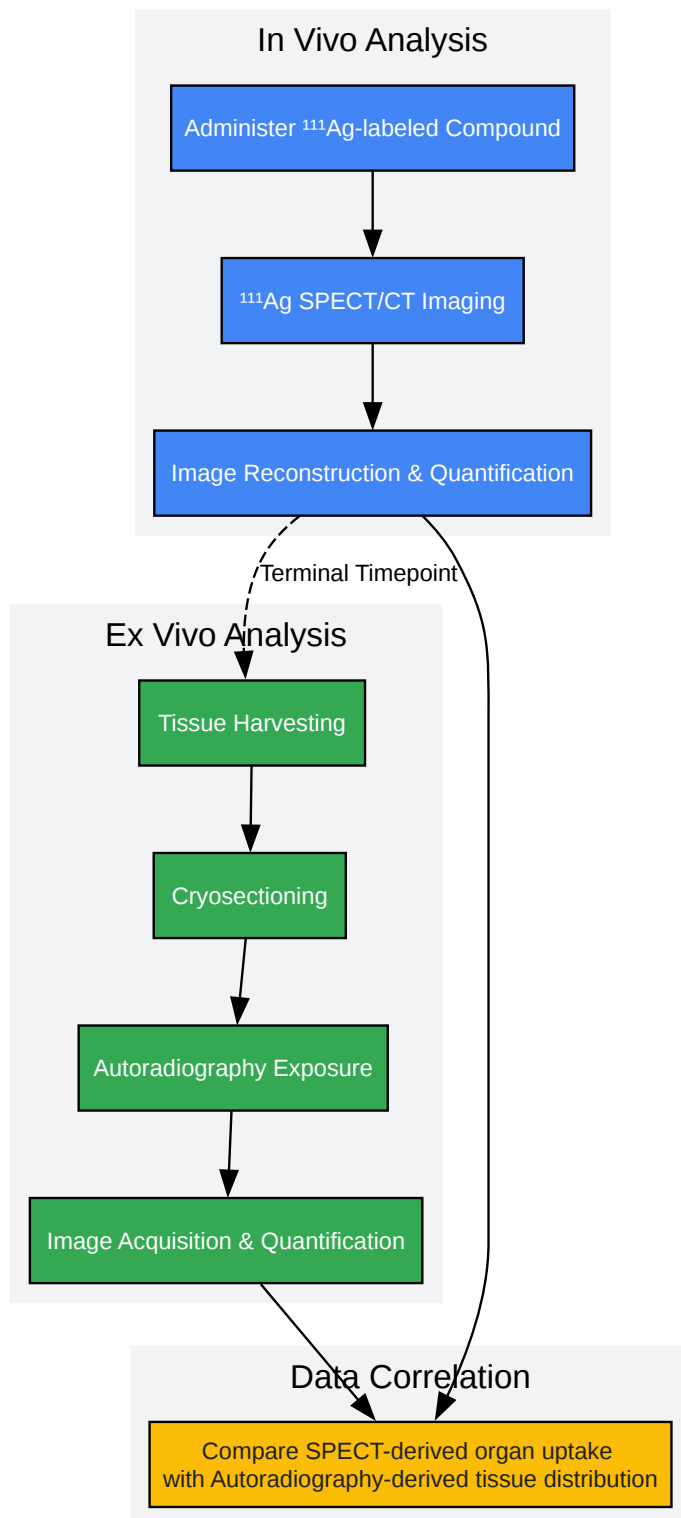 In Vivo Analysis
Administer ¹¹¹Ag-labeled Compound
¹¹¹Ag SPECT/CT Imaging
Image Reconstruction & Quantification
Terminal Timepoint
Ex Vivo Analysis
Tissue Harvesting
Cryosectioning
Autoradiography Exposure
Image Acquisition & Quantification
Data Correlation
Compare SPECT-derived organ uptake
with Autoradiography-derived tissue distribution